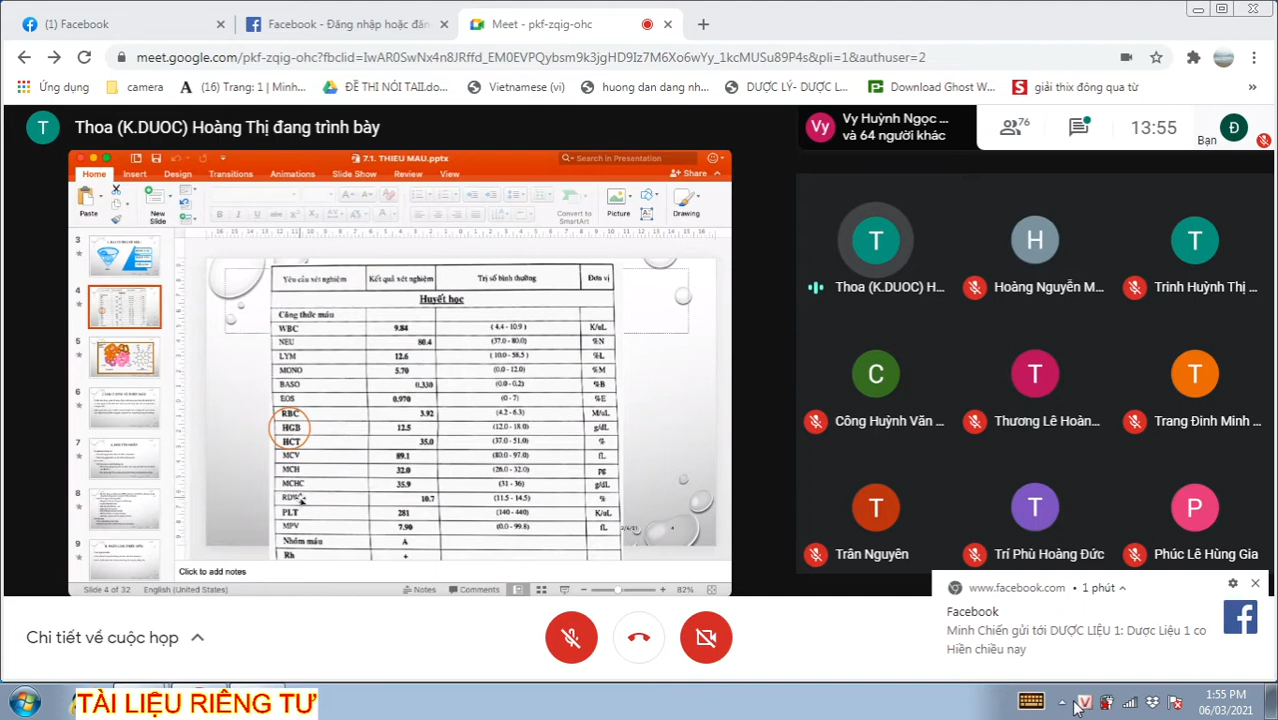 (1) Facebook
Facebook - Đăng nhập hoặc đăn
Meet - pkf-zqig-ohc
meet.google.com/pkf-zqig-ohc?fbclid=IwAR0SwNx4n8JRffd_EM0EVPQybsm9k3jgHD9Iz7M6Xo6wYy_1kcMUSu89P4s&pli=1&authuser=2
Ứng dụng
camera
(16) Trang: 1 | Minh...
ĐỀ THI NÓI TAII.do...
Vietnamese (vi)
huong dan dang nh...
DƯỢC LÝ- DƯỢC L...
Download Ghost W...
giải thix đông qua từ
Thoa (K.DUOC) Hoàng Thị đang trình bày
Vy Huỳnh Ngọc ...
và 64 người khác
76
13:55
Bạn
7.1. THIEU MAU.pptx
Search in Presentation
Home Insert Design Transitions Animations Slide Show Review View
Share
Paste
New Slide
Convert to SmartArt
Picture
Drawing
3
4
5
6
7
8
9
Yêu cầu xét nghiệm Kết quả xét nghiệm Trị số bình thường Đơn vị
Huyết học
Công thức máu
WBC 9.84 ( 4.4 - 10.9 ) K/uL
NEU 80.4 (37.0 - 80.0) %N
LYM 12.6 ( 10.0 - 58.5 ) %L
MONO 5.70 (0.0 - 12.0) %M
BASO 0.330 (0.0 - 0.2) %B
EOS 0.970 (0 - 7) %E
RBC 3.92 (4.2 - 6.3) M/uL
HGB 12.5 (12.0 - 18.0) g/dL
HCT 35.0 (37.0 - 51.0) %
MCV 89.1 (80.0 - 97.0) fL
MCH 32.0 (26.0 - 32.0) pg
MCHC 35.9 (31 - 36) g/dL
RDW 10.7 (11.5 - 14.5) %
PLT 281 (140 - 440) K/uL
MPV 7.90 (0.0 - 99.8) fL
Nhóm máu A
Rh +
Click to add notes
Slide 4 of 32
English (United States)
Notes
Comments
82%
Thoa (K.DUOC) H...
Hoàng Nguyễn M...
Trinh Huỳnh Thị ...
Công Huỳnh Văn ...
Thương Lê Hoàn...
Trang Đinh Minh ...
Trân Nguyên
Trí Phù Hoàng Đức
Phúc Lê Hùng Gia
www.facebook.com • 1 phút
Facebook
Minh Chiến gửi tới DƯỢC LIỆU 1: Dược Liệu 1 co
Hiền chiều nay
Chi tiết về cuộc họp
TÀI LIỆU RIÊNG TƯ
1:55 PM
06/03/2021